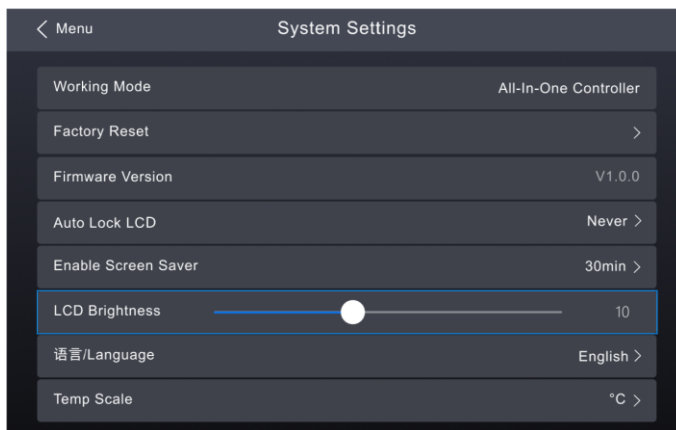 Menu System Settings
Working Mode All-In-One Controller
Factory Reset
Firmware Version V1.0.0
Auto Lock LCD Never
Enable Screen Saver 30min
LCD Brightness 10
语言/Language English
Temp Scale °C